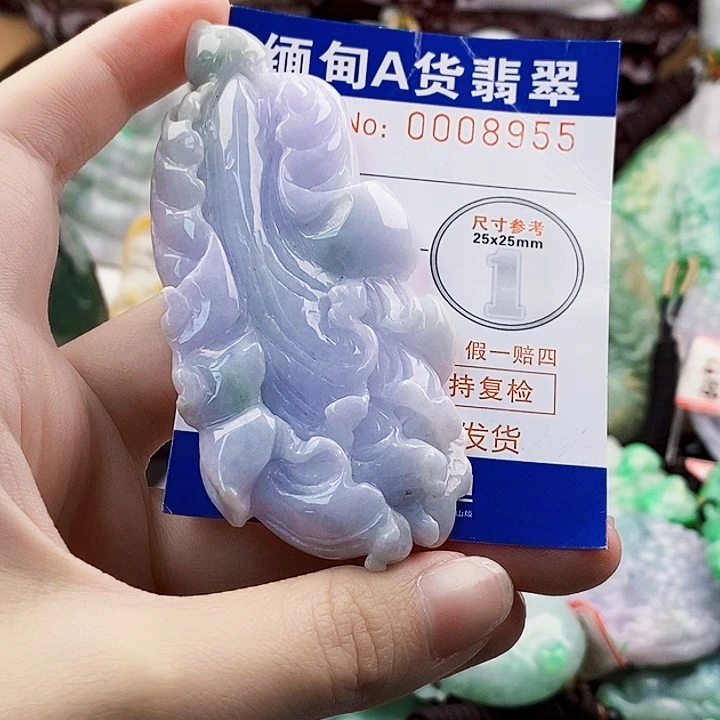 缅甸A货翡翠
No: 0008955
尺寸参考
25x25mm
1
假一赔四
持复检
发货